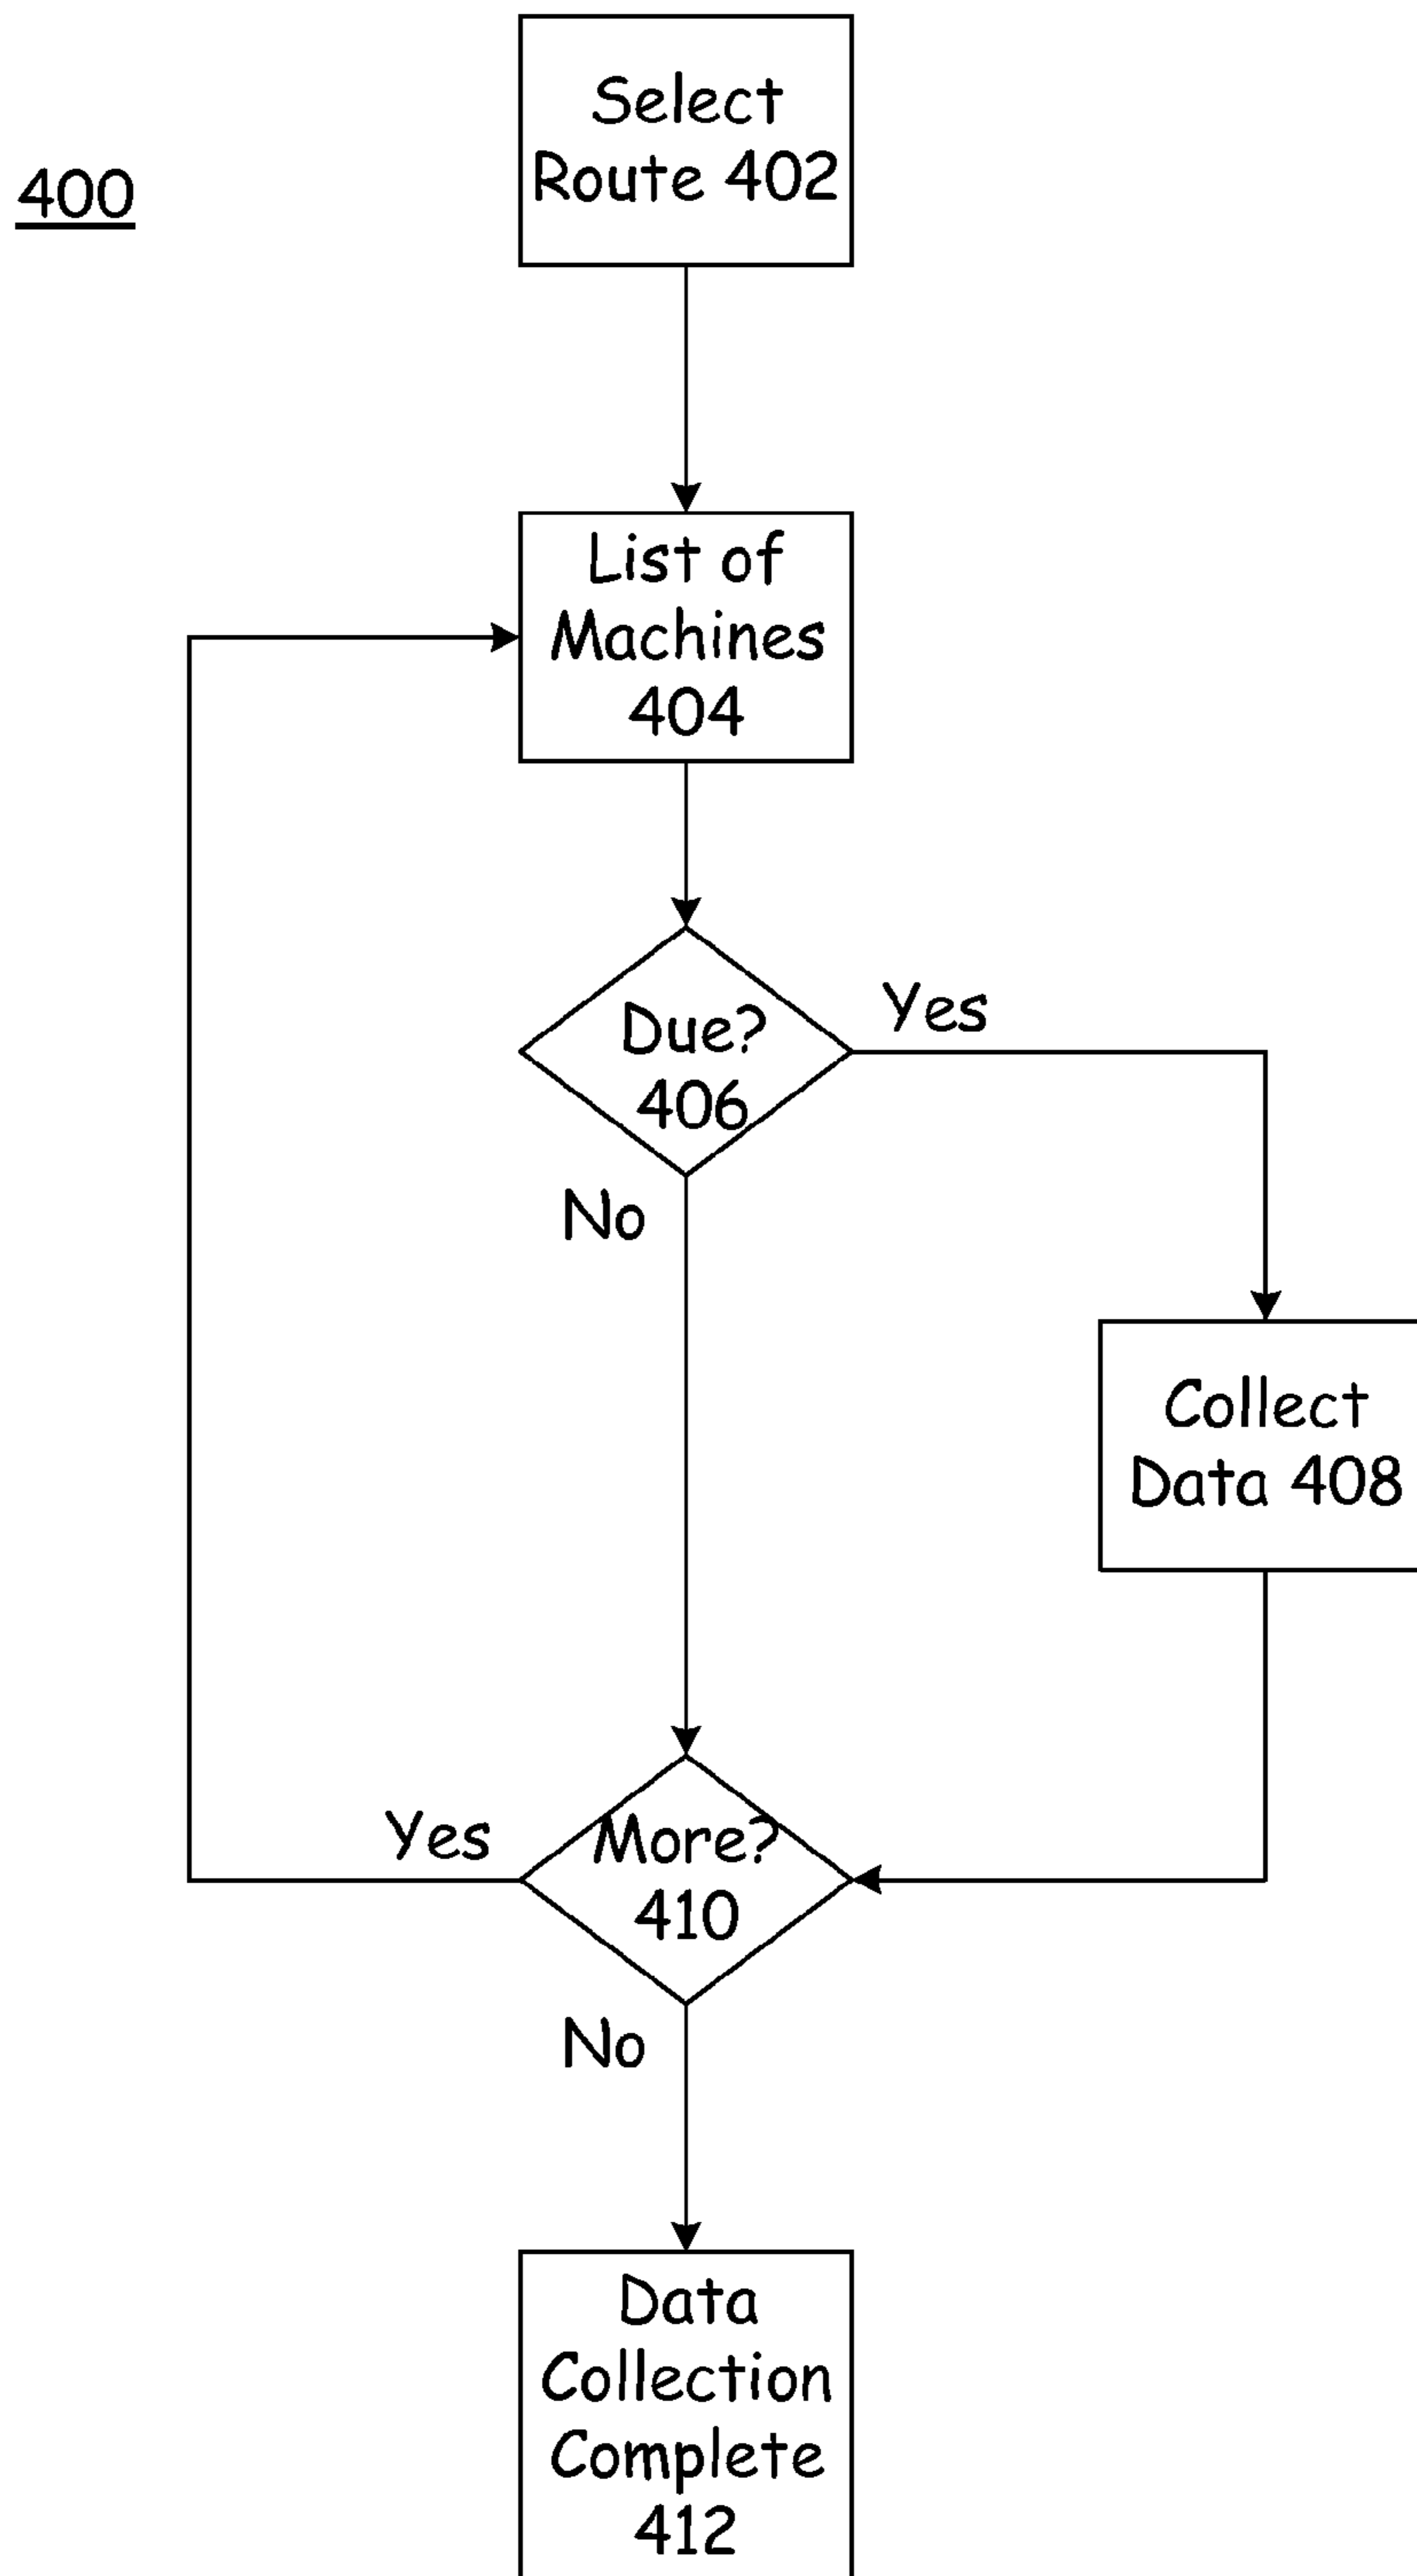 400
Select
Route 402
List of
Machines
404
Due?
406
Yes
No
Collect
Data 408
More?
410
Yes
No
Data
Collection
Complete
412